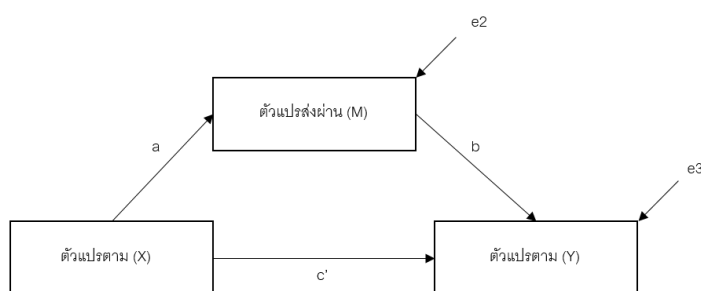 e2
ตัวแปรส่งผ่าน (M)
a
b
e3
ตัวแปรตาม (X)
ตัวแปรตาม (Y)
c'